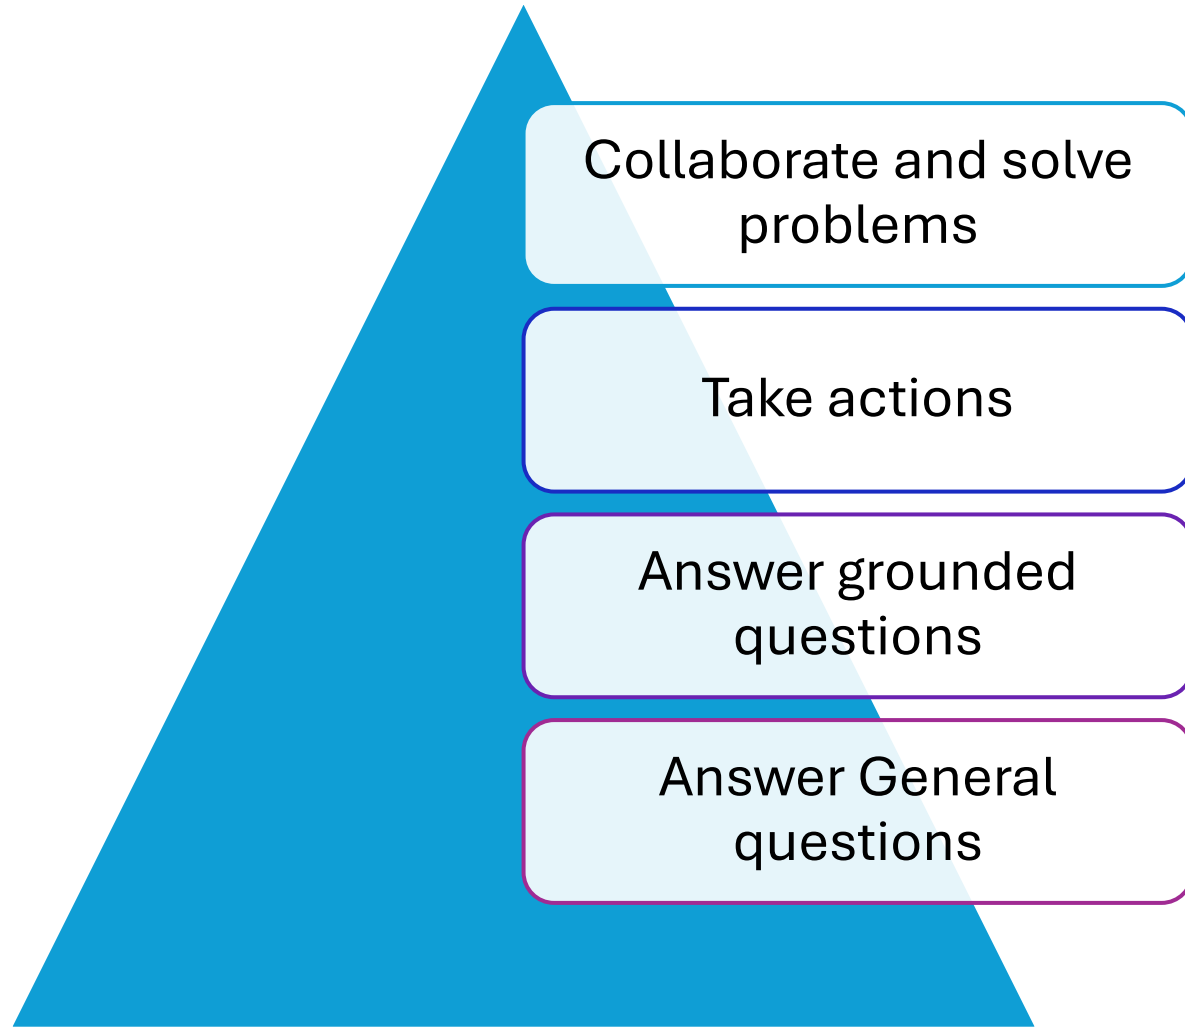 Collaborate and solve
problems
Take actions
Answer grounded
questions
Answer General
questions